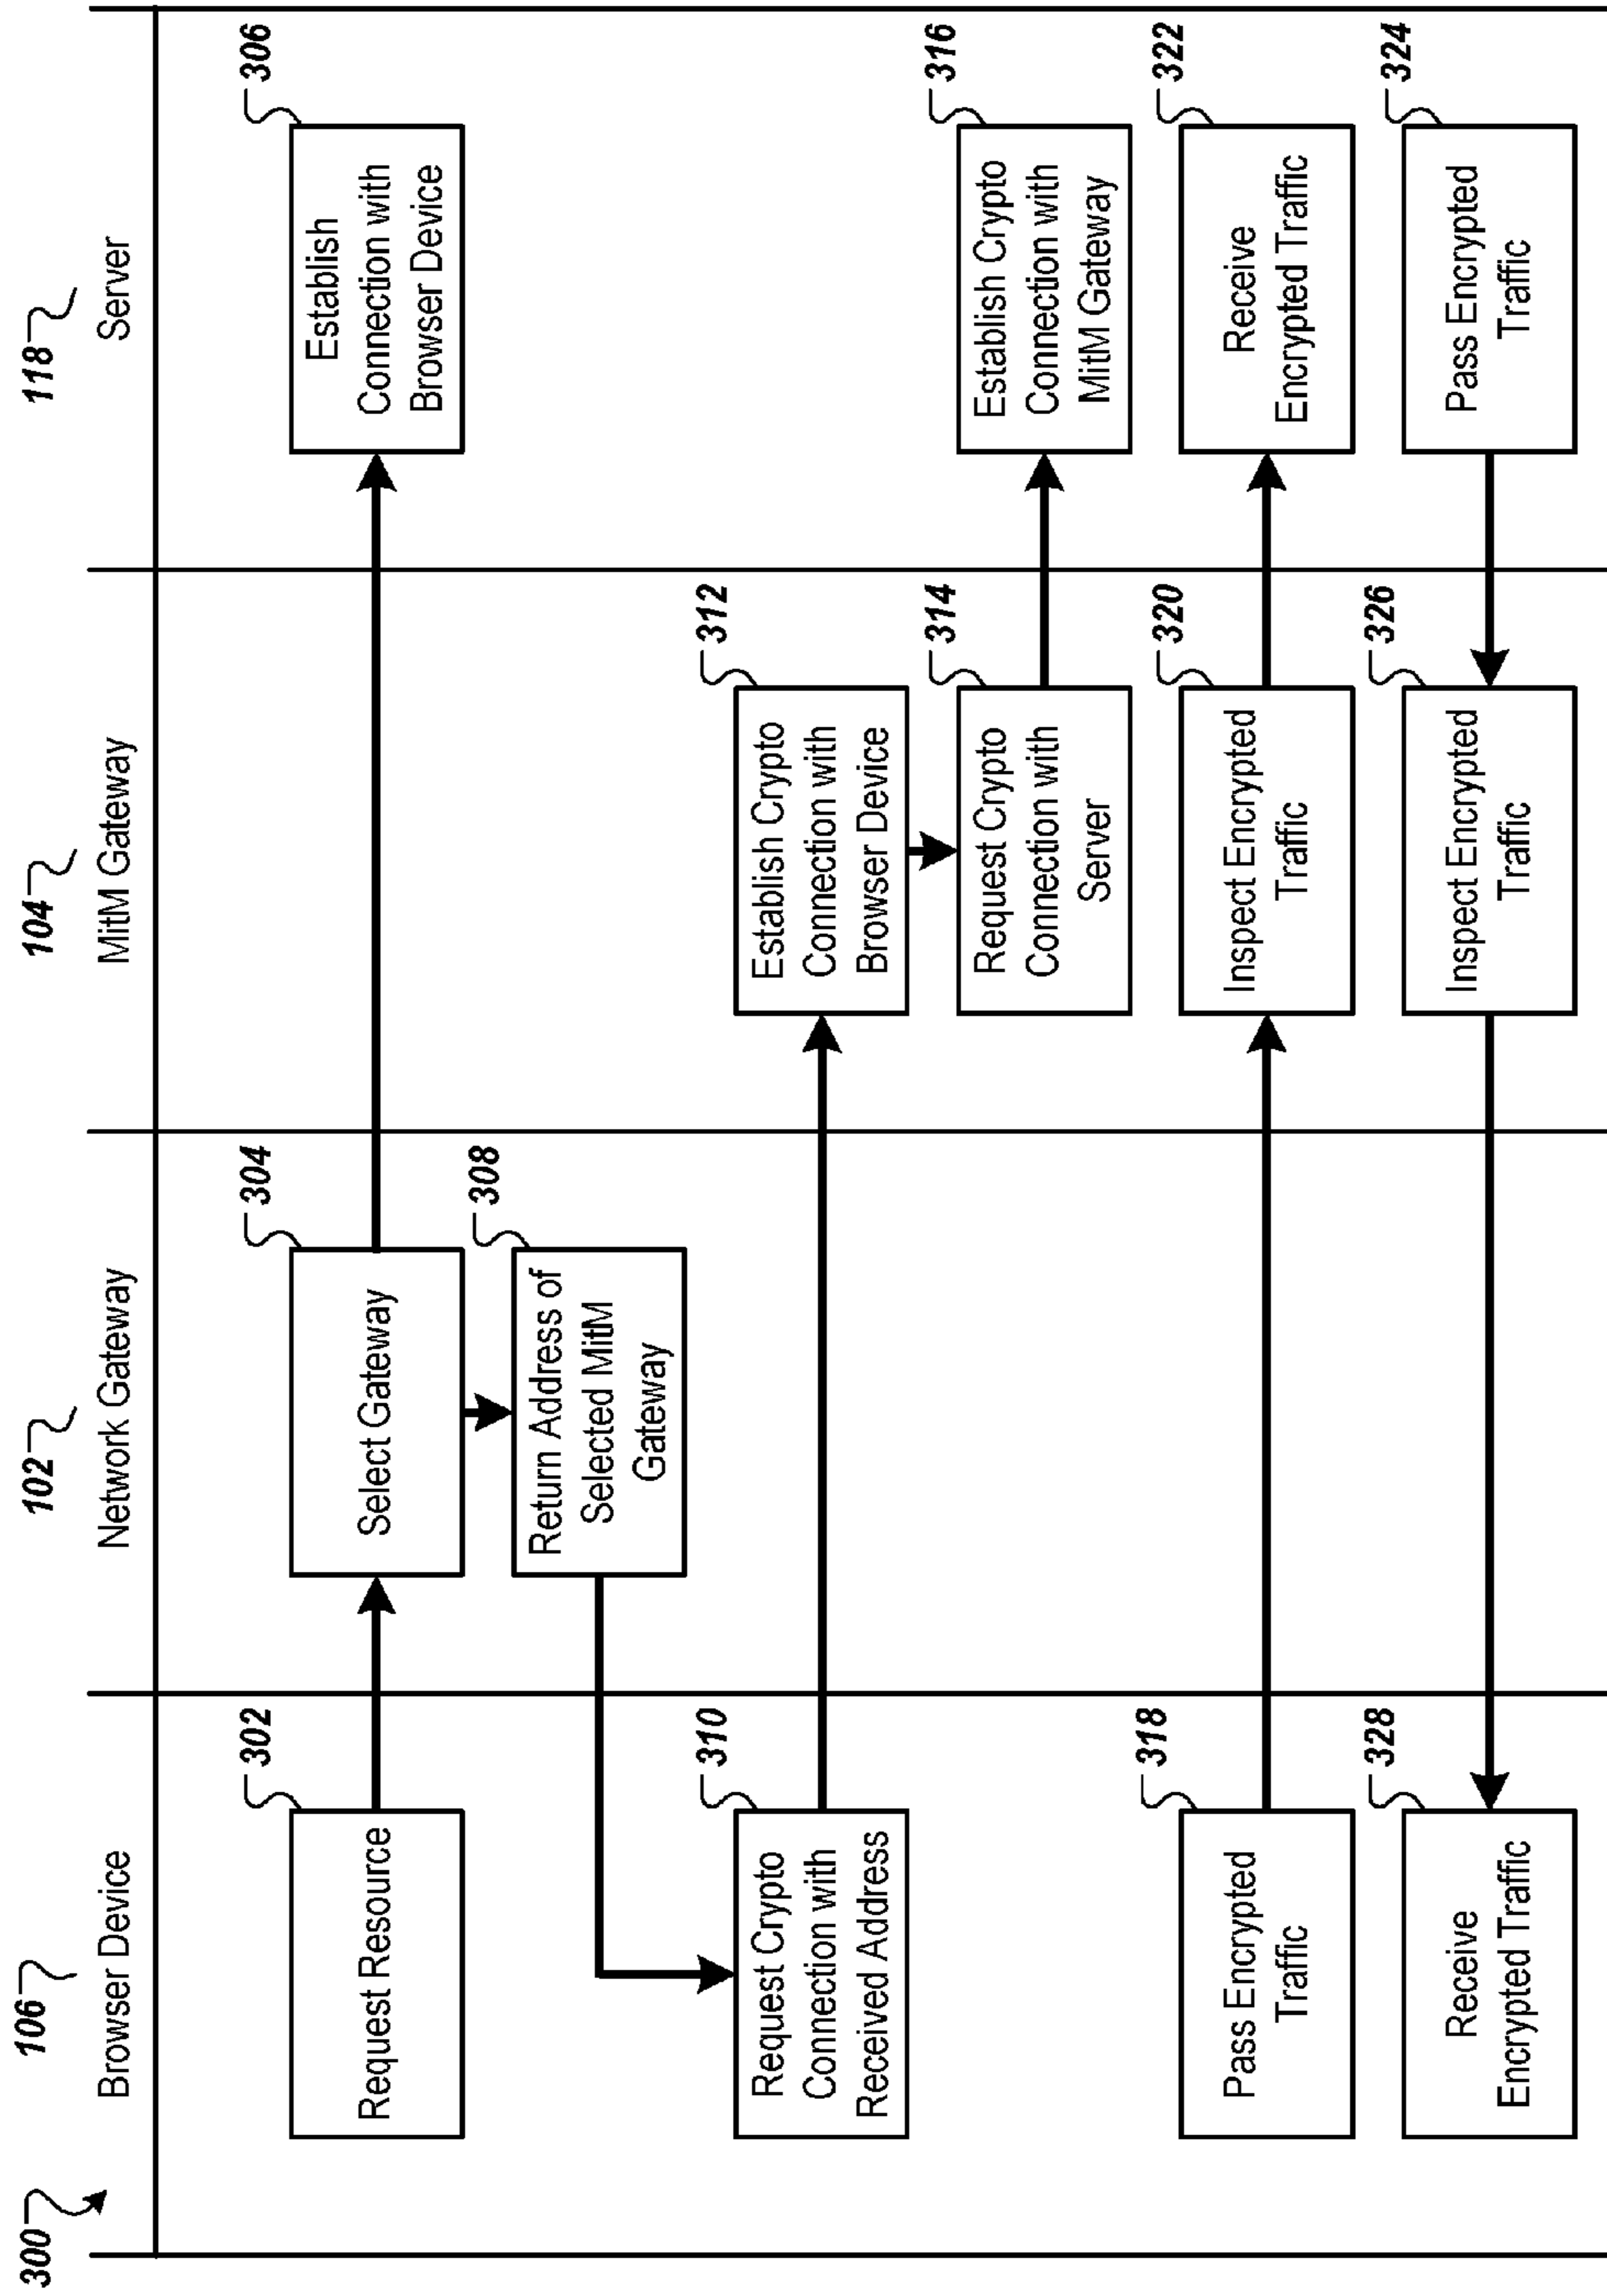 300
106
102
104
118
Browser Device
Network Gateway
MitM Gateway
Server
302
Request Resource
304
Select Gateway
306
Establish
Connection with
Browser Device
308
Return Address of
Selected MitM
Gateway
310
Request Crypto
Connection with
Received Address
312
Establish Crypto
Connection with
Browser Device
314
Request Crypto
Connection with
Server
316
Establish Crypto
Connection with
MitM Gateway
318
Pass Encrypted
Traffic
320
Inspect Encrypted
Traffic
322
Receive
Encrypted Traffic
324
Pass Encrypted
Traffic
326
Inspect Encrypted
Traffic
328
Receive
Encrypted Traffic